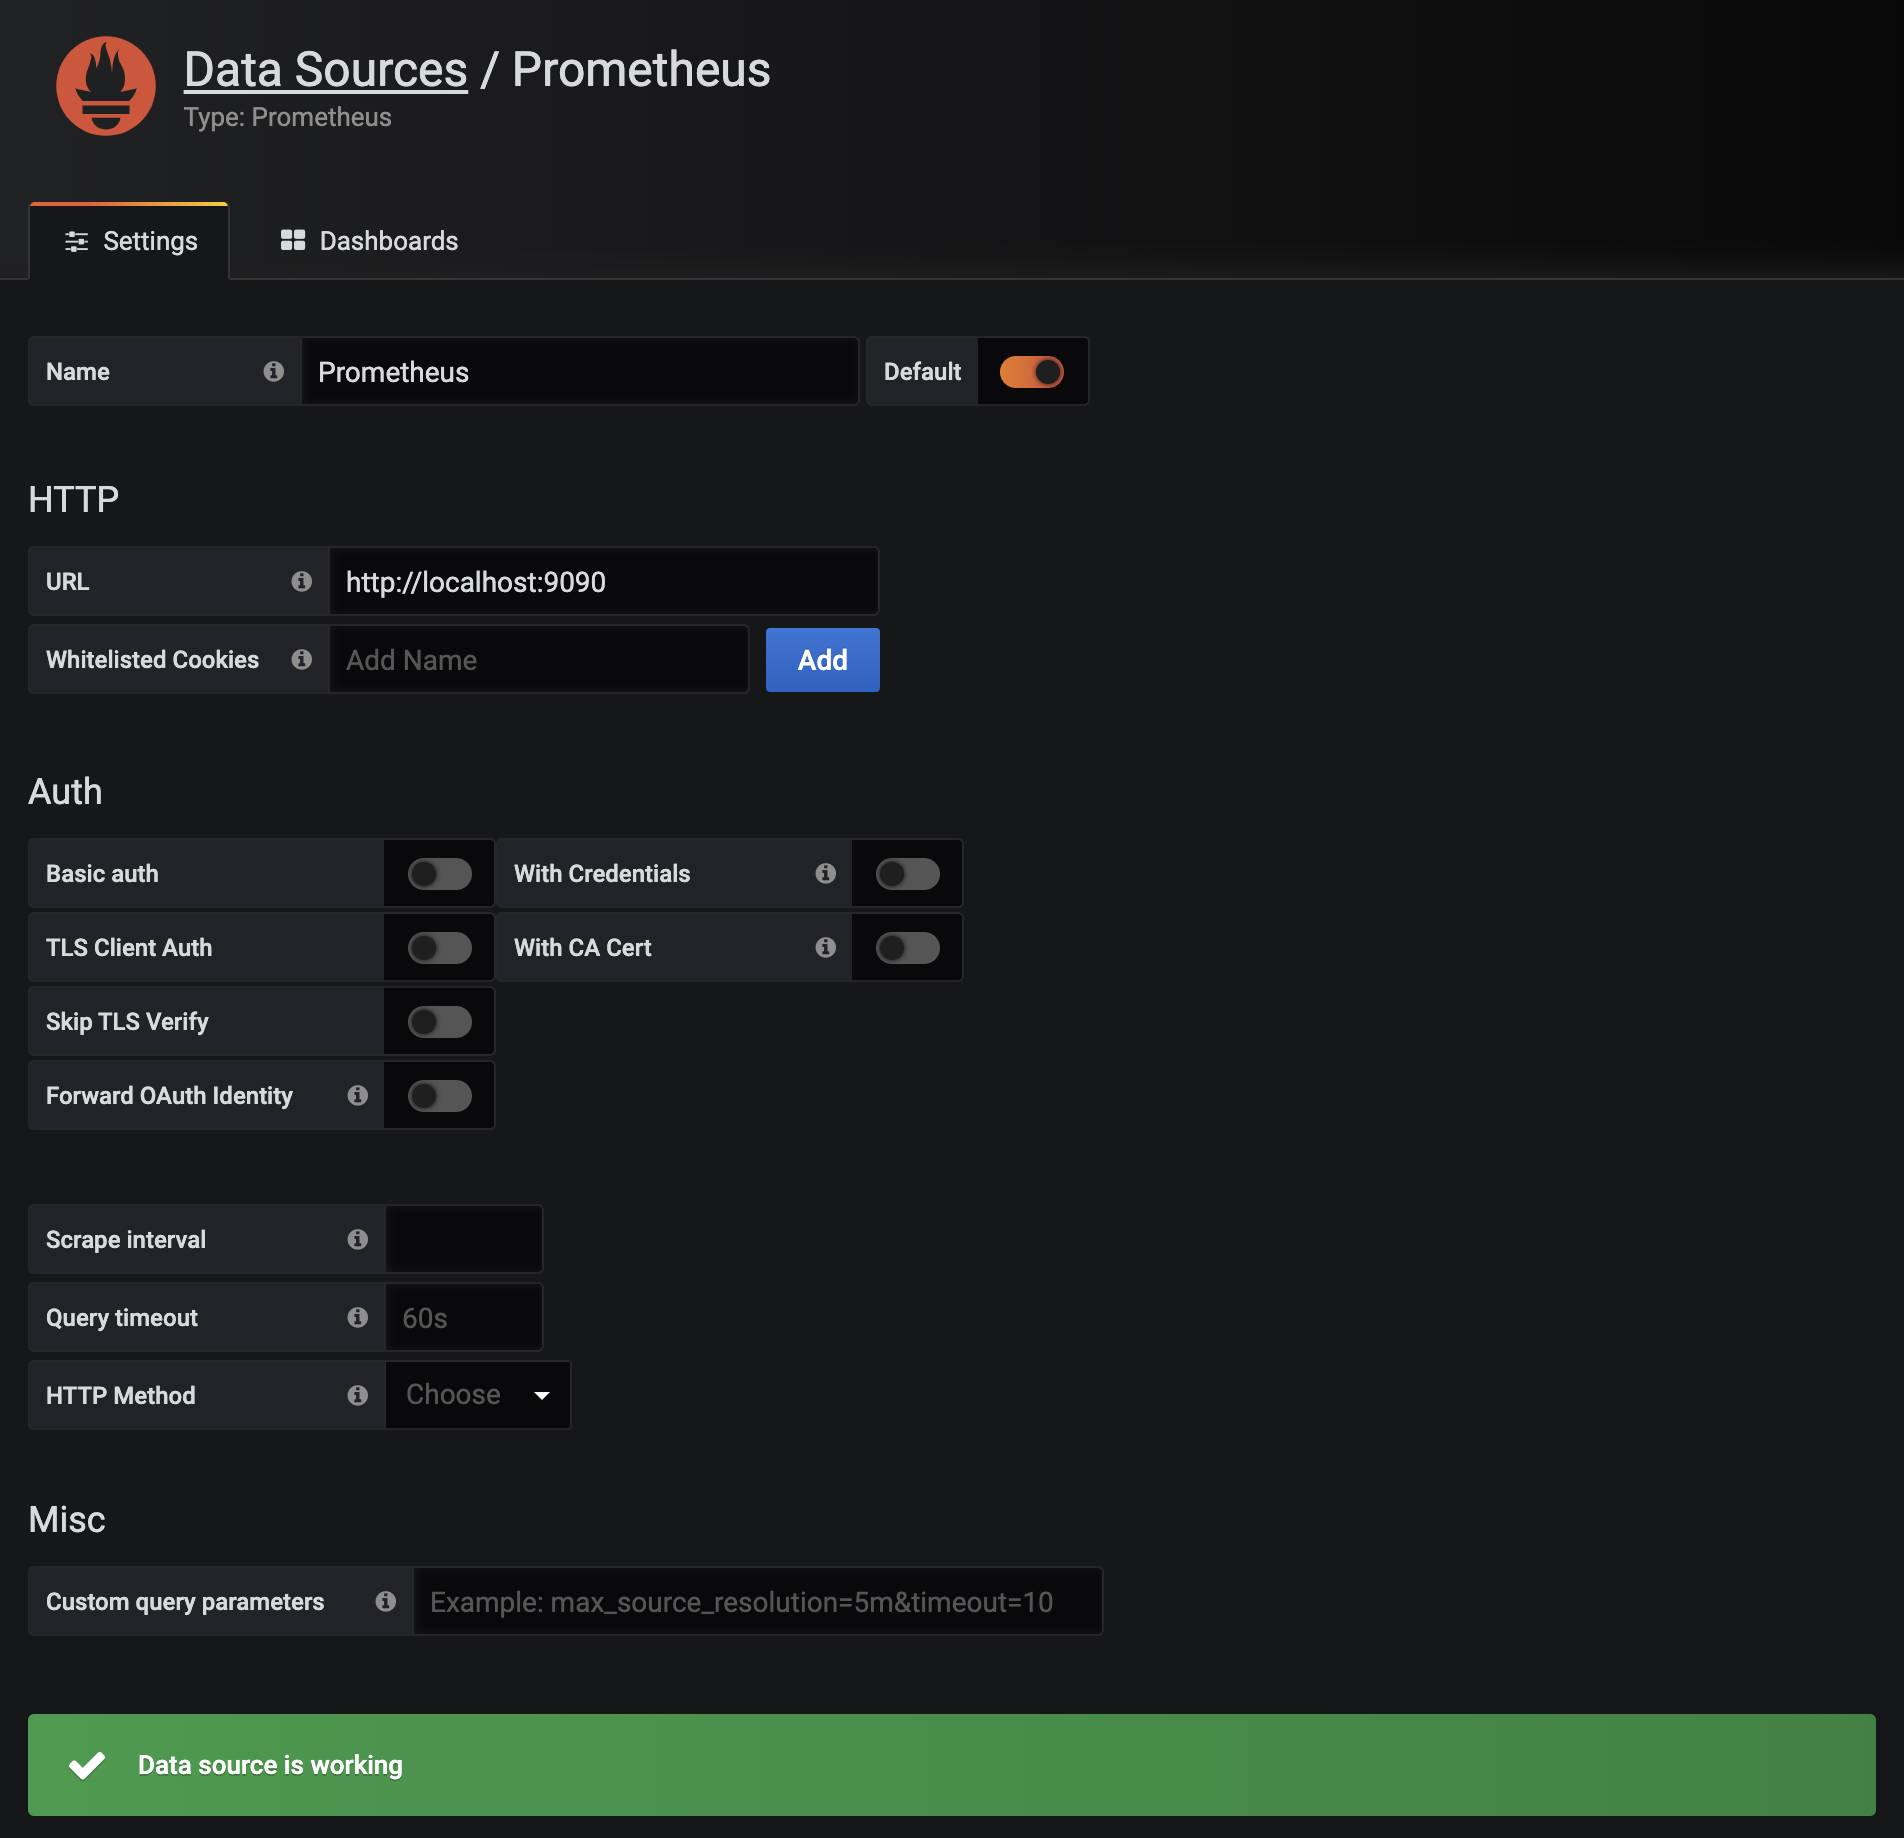 Data Sources / Prometheus
Type: Prometheus
Settings Dashboards
Name Prometheus Default
HTTP
URL http://localhost:9090
Whitelisted Cookies Add Name Add
Auth
Basic auth With Credentials
TLS Client Auth With CA Cert
Skip TLS Verify
Forward OAuth Identity
Scrape interval
Query timeout 60s
HTTP Method Choose
Misc
Custom query parameters Example: max_source_resolution=5m&timeout=10
Data source is working